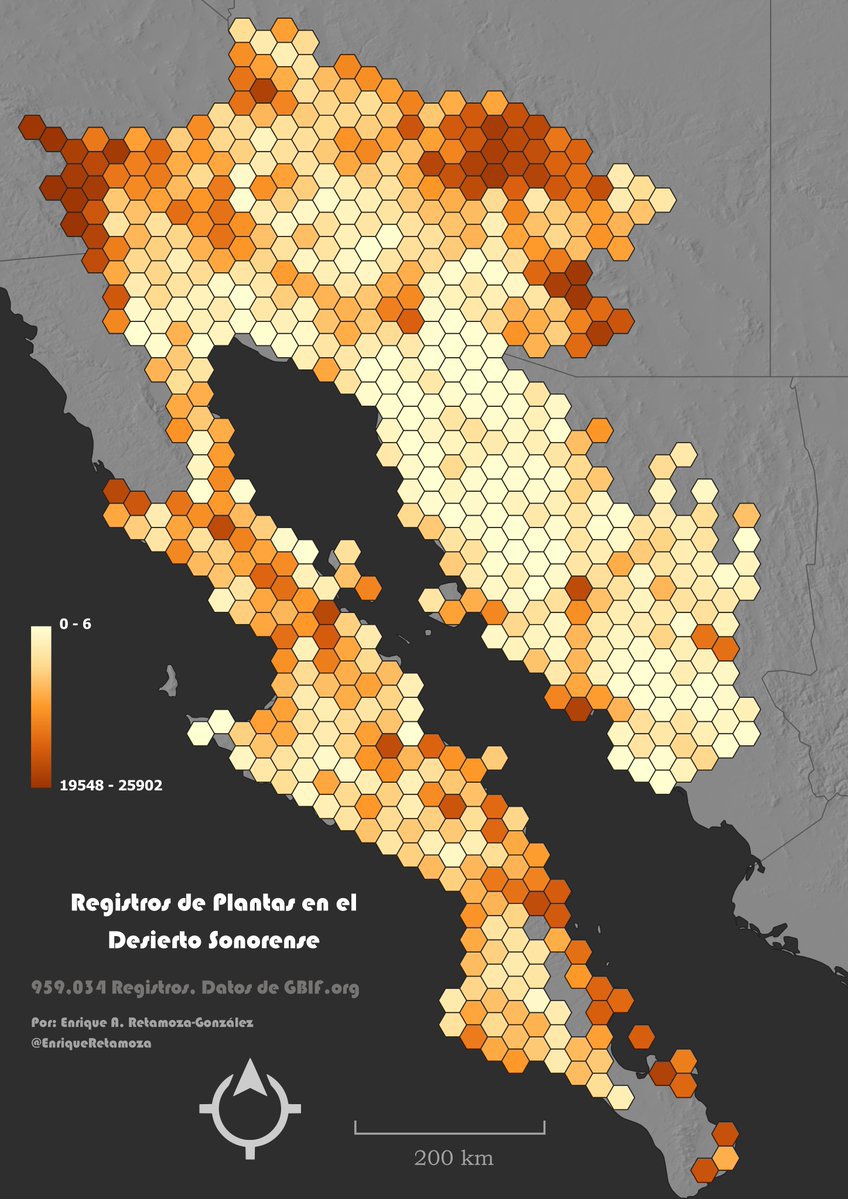 0 - 6
19548 - 25902
Registros de Plantas en el
Desierto Sonorense
959.034 Registros. Datos de GBIF.org
Por: Enrique A. Retamoza-González
@EnriqueRetamoza
200 km